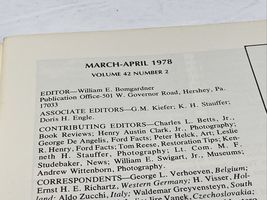 MARCH-APRIL 1978
VOLUME 42 NUMBER 2
EDITOR—William E. Bomgardner
Publication Office-501 W. Governor Road, Hershey, Pa.
17033
ASSOCIATE EDITORS—G.M. Kiefer; K.H. Stauffer;
Doris H. Engle.
CONTRIBUTING EDITORS—Charles L. Betts, Jr.,
Book Reviews; Henry Austin Clark, Jr., Photography;
George De Angelis, Ford Facts; Peter Helck, Art; Les-
R. Henry, Ford Facts; Tom Reese, Restoration Tips; Ken-
neth H. Stauffer, Photography; Lt. Com. M. F.
Studebaker, News; William E. Swigart, Jr., Museums;
Andrew Wittenborn, Photography.
CORRESPONDENTS—George L. Verhoeven, Belgium;
Ernst H. E. Richartz, Western Germany; H. Visser, Hol-
land; Aldo Zucchi, Italy; Waldemar Greyvensteyn, South
Jiri Vanek, Czechoslovakia;